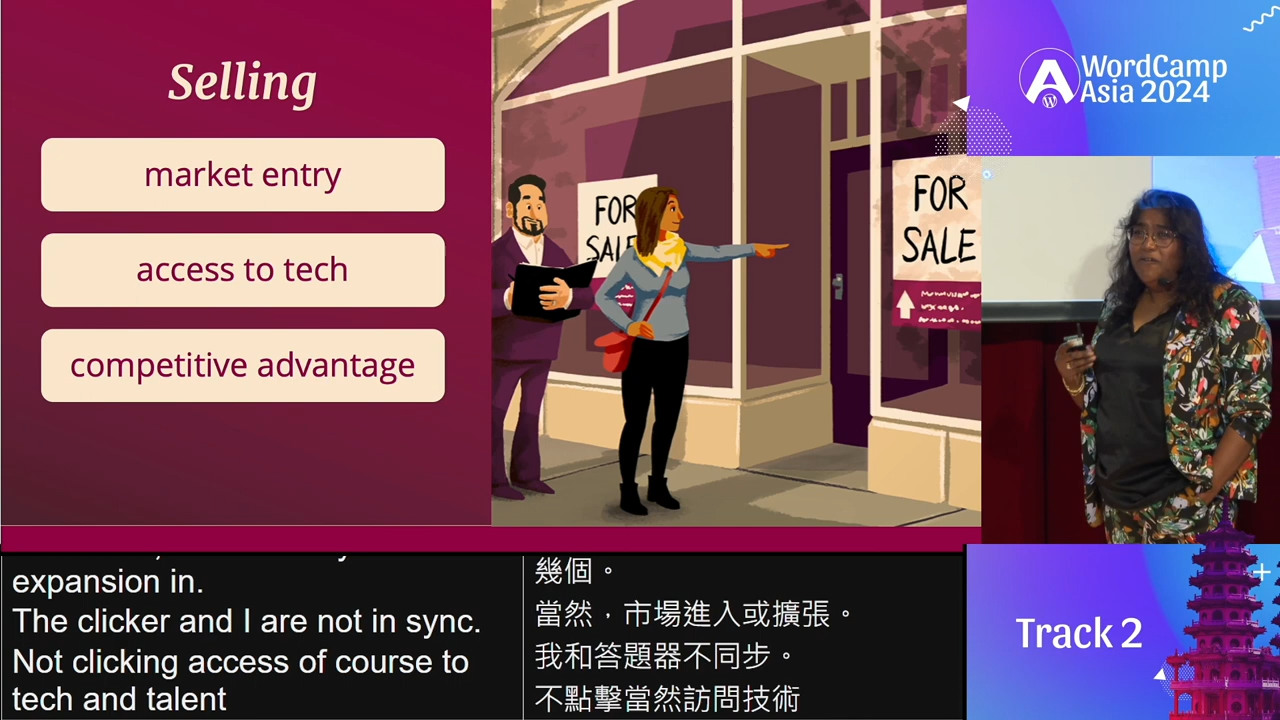 Selling
market entry
access to tech
competitive advantage
FOR
SALE
FOR
SALE
WordCamp
Asia 2024
expansion in.
The clicker and I are not in sync.
Not clicking access of course to
tech and talent
幾個。
當然，市場進入或擴張。
我和答題器不同步。
不點擊當然訪問技術
Track 2